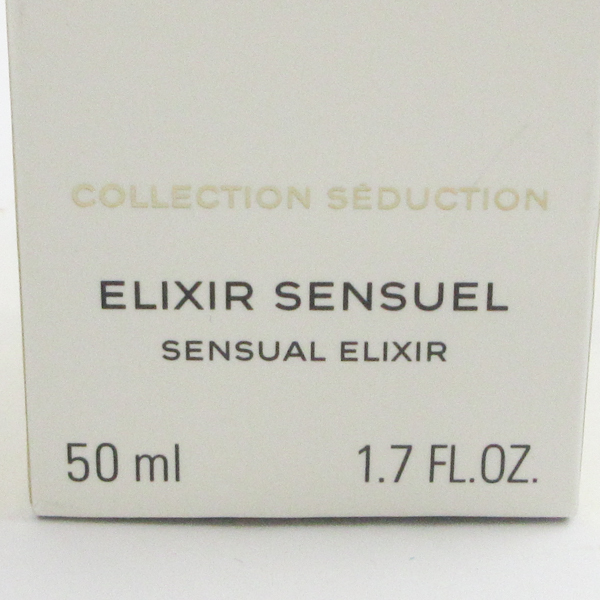 COLLECTION SÉDUCTION
ELIXIR SENSUEL
SENSUAL ELIXIR
50 ml 1.7 FL.OZ.